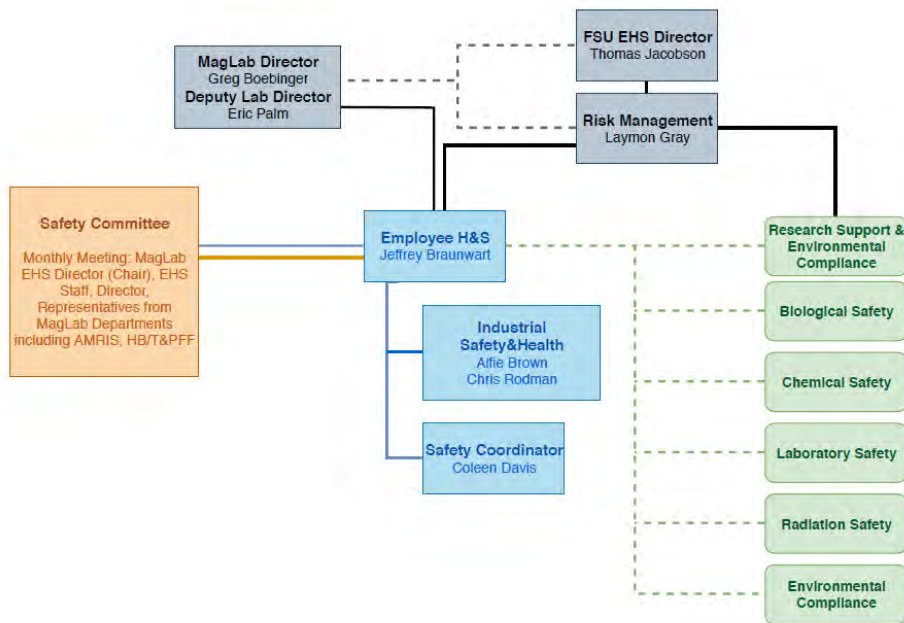 MagLab Director
Greg Boebinger
Deputy Lab Director
Eric Palm
FSU EHS Director
Thomas Jacobson
Risk Management
Laymon Gray
Safety Committee
Monthly Meeting: MagLab
EHS Director (Chair), EHS
Staff, Director,
Representatives from
MagLab Departments
including AMRIS, HB/T&PFF
Employee H&S
Jeffrey Braunwart
Industrial
Safety&Health
Alfie Brown
Chris Rodman
Safety Coordinator
Coleen Davis
Research Support &
Environmental
Compliance
Biological Safety
Chemical Safety
Laboratory Safety
Radiation Safety
Environmental
Compliance